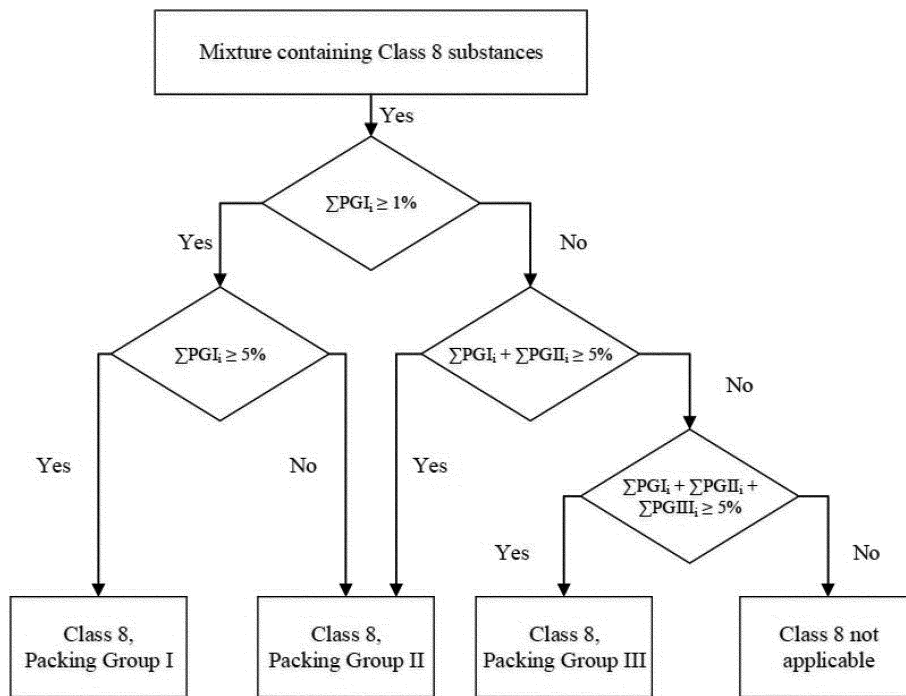 Mixture containing Class 8 substances
Yes
∑PGIᵢ ≥ 1%
Yes
No
∑PGIᵢ ≥ 5%
∑PGIᵢ + ∑PGIIᵢ ≥ 5%
No
Yes
No
Yes
∑PGIᵢ + ∑PGIIᵢ +
∑PGIIIᵢ ≥ 5%
Yes
No
Class 8,
Packing Group I
Class 8,
Packing Group II
Class 8,
Packing Group III
Class 8 not
applicable